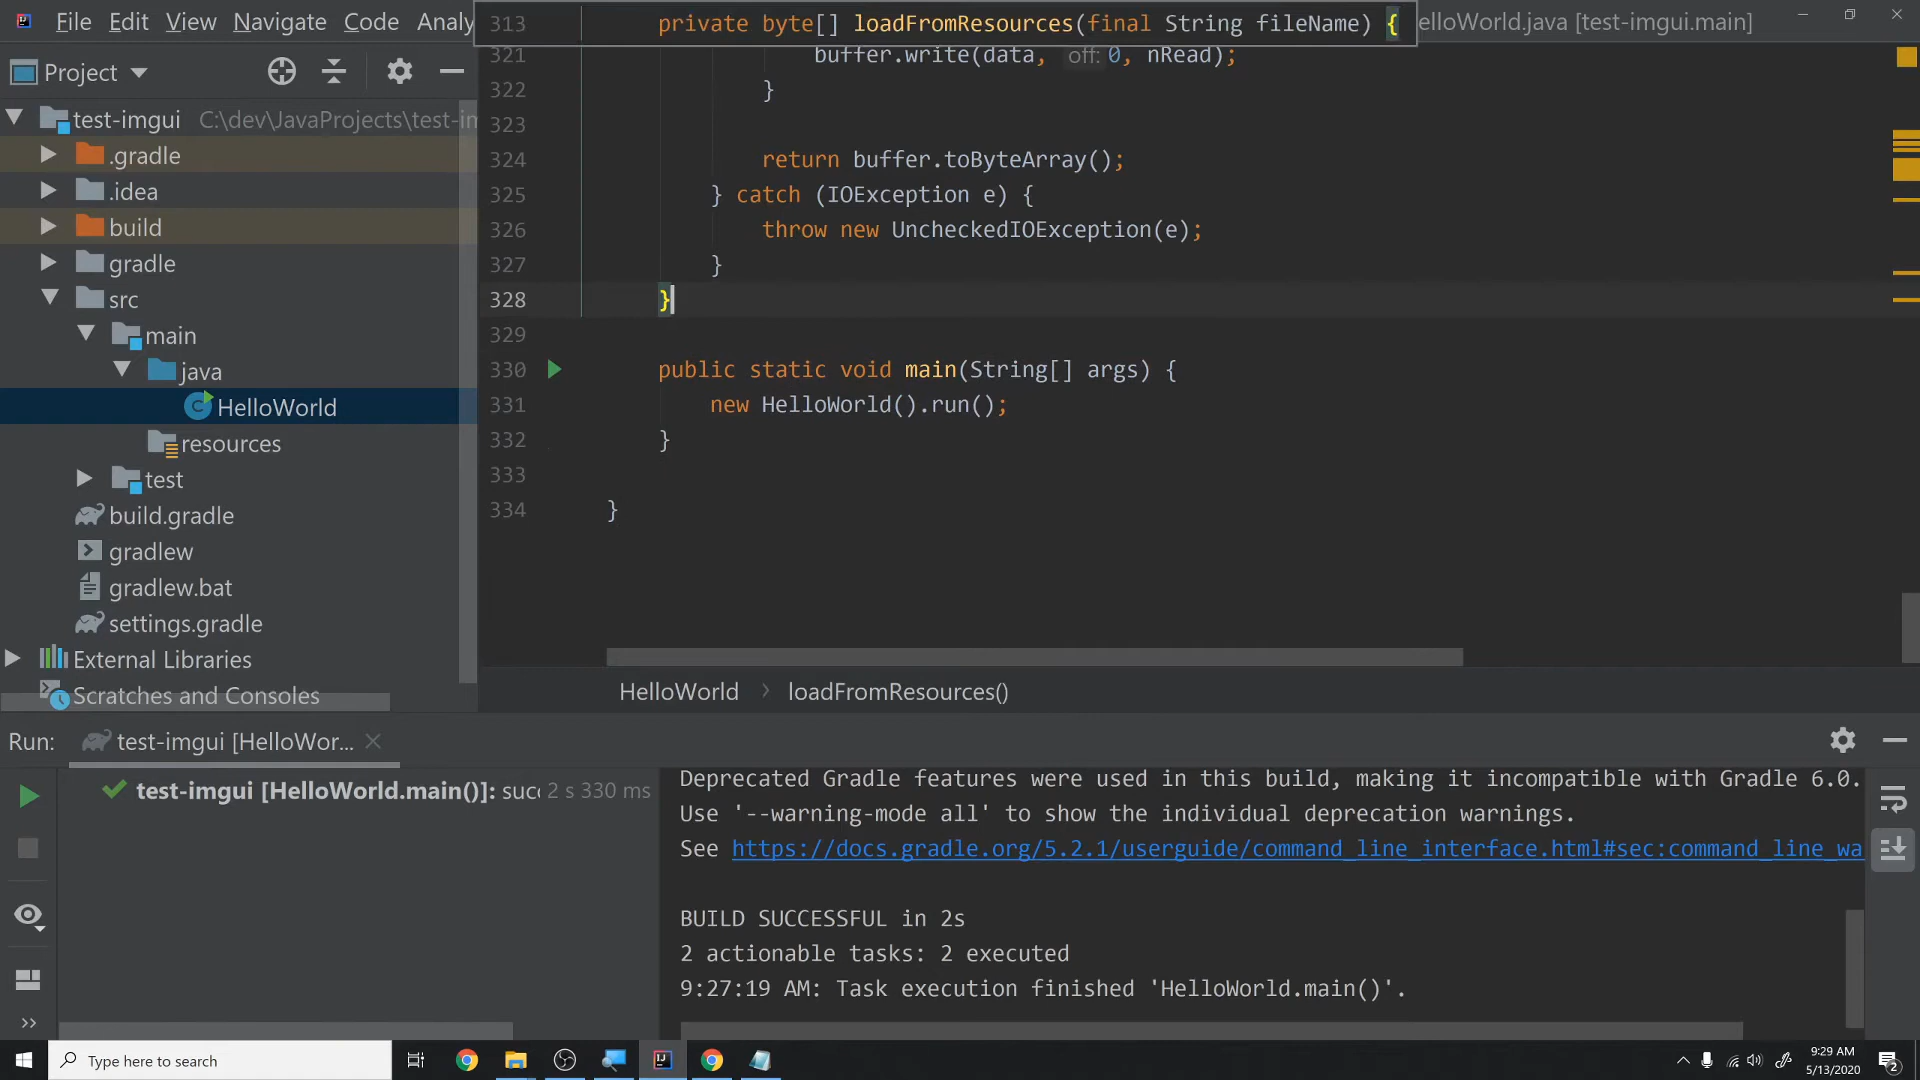 File Edit View Navigate Code Analy
elloWorld.java [test-imgui.main]
313 private byte[] loadFromResources(final String fileName) {
Project
test-imgui C:\dev\JavaProjects\test-im
.gradle
.idea
build
gradle
src
main
java
HelloWorld
resources
test
build.gradle
gradlew
gradlew.bat
settings.gradle
External Libraries
Scratches and Consoles
321 buffer.write(data, off: 0, nRead);
322 }
323
324 return buffer.toByteArray();
325 } catch (IOException e) {
326 throw new UncheckedIOException(e);
327 }
328 }
329
330 public static void main(String[] args) {
331 new HelloWorld().run();
332 }
333
334 }
HelloWorld › loadFromResources()
Run: test-imgui [HelloWor...
test-imgui [HelloWorld.main()]: succ 2 s 330 ms
Deprecated Gradle features were used in this build, making it incompatible with Gradle 6.0.
Use '--warning-mode all' to show the individual deprecation warnings.
See https://docs.gradle.org/5.2.1/userguide/command_line_interface.html#sec:command_line_wa
BUILD SUCCESSFUL in 2s
2 actionable tasks: 2 executed
9:27:19 AM: Task execution finished 'HelloWorld.main()'.
Type here to search
9:29 AM
5/13/2020
2